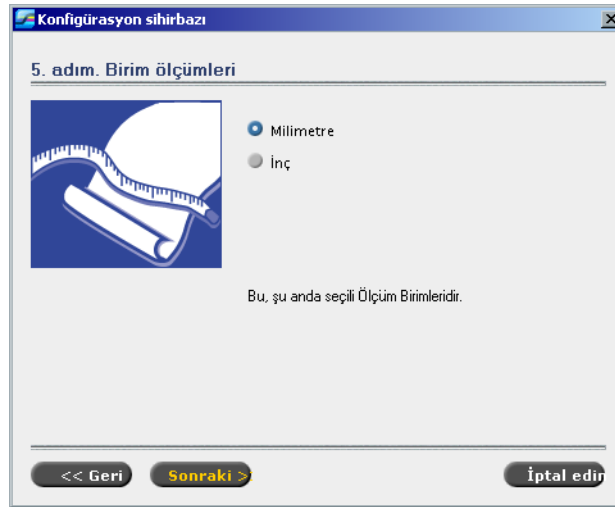 Konfigürasyon sihirbazı
5. adım. Birim ölçümleri
Milimetre
İnç
Bu, şu anda seçili Ölçüm Birimleridir.
<< Geri
Sonraki >
İptal edin